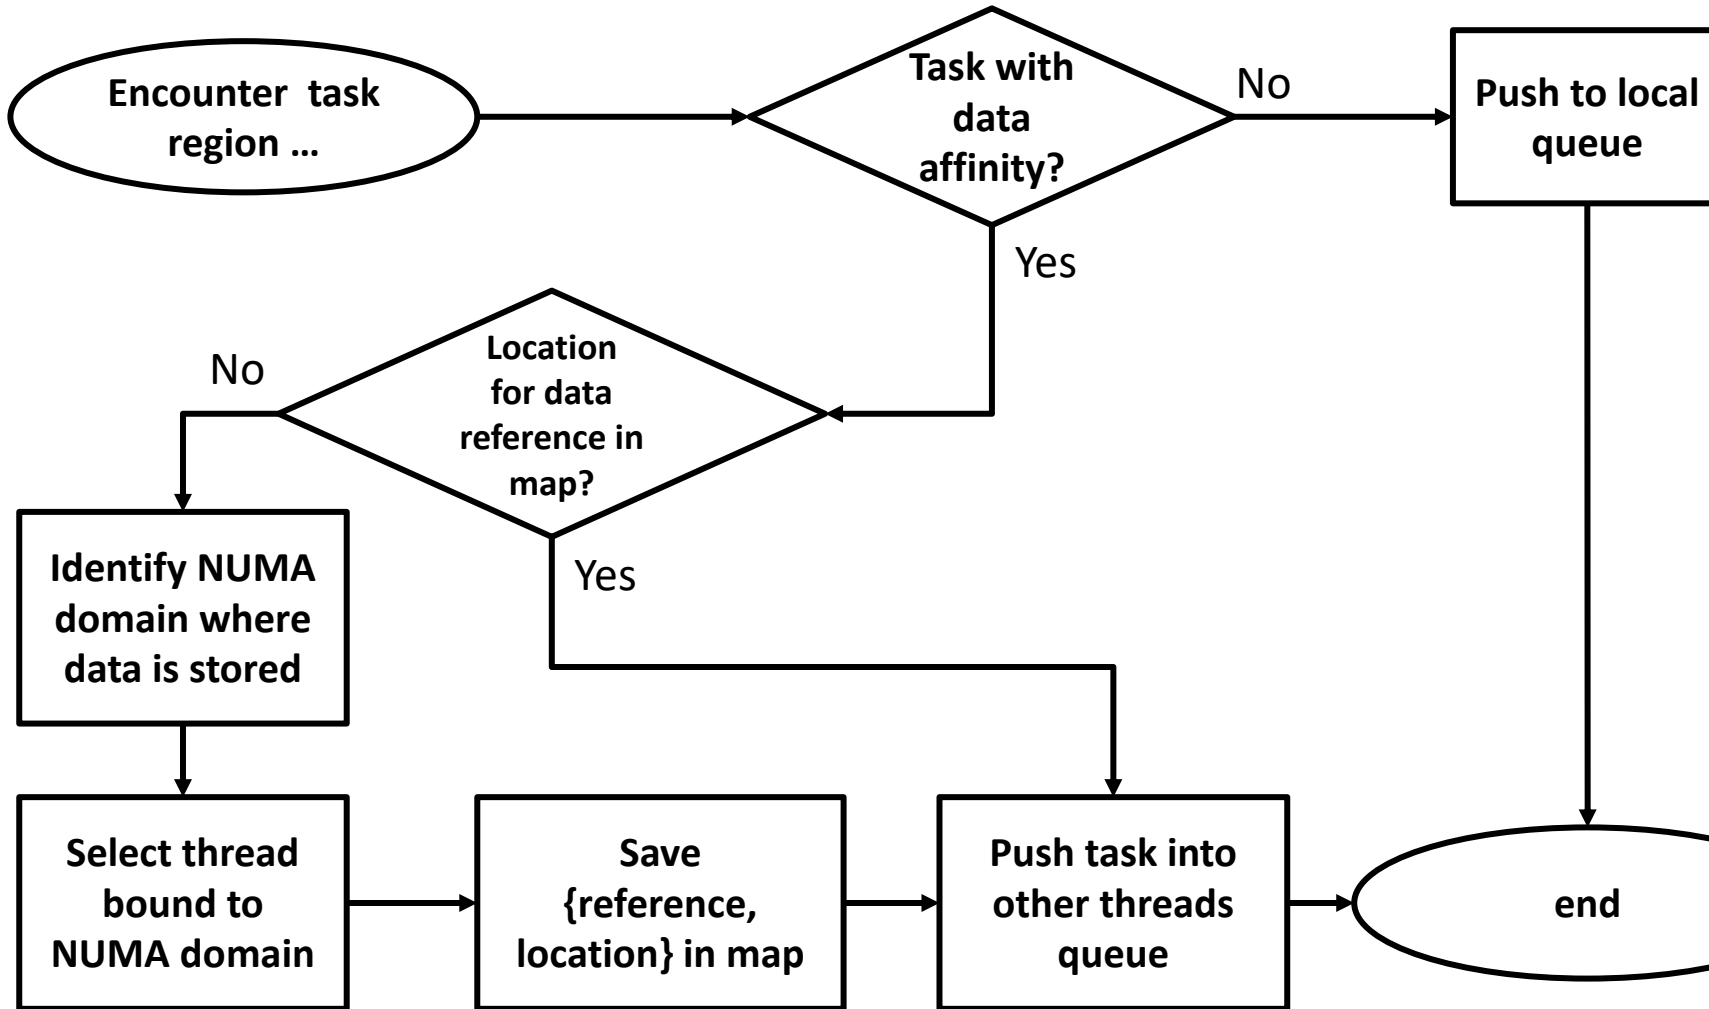 Encounter task
region ...
Task with
data
affinity?
No
Push to local
queue
Yes
Location
for data
reference in
map?
No
Yes
Identify NUMA
domain where
data is stored
Select thread
bound to
NUMA domain
Save
{reference,
location} in map
Push task into
other threads
queue
end